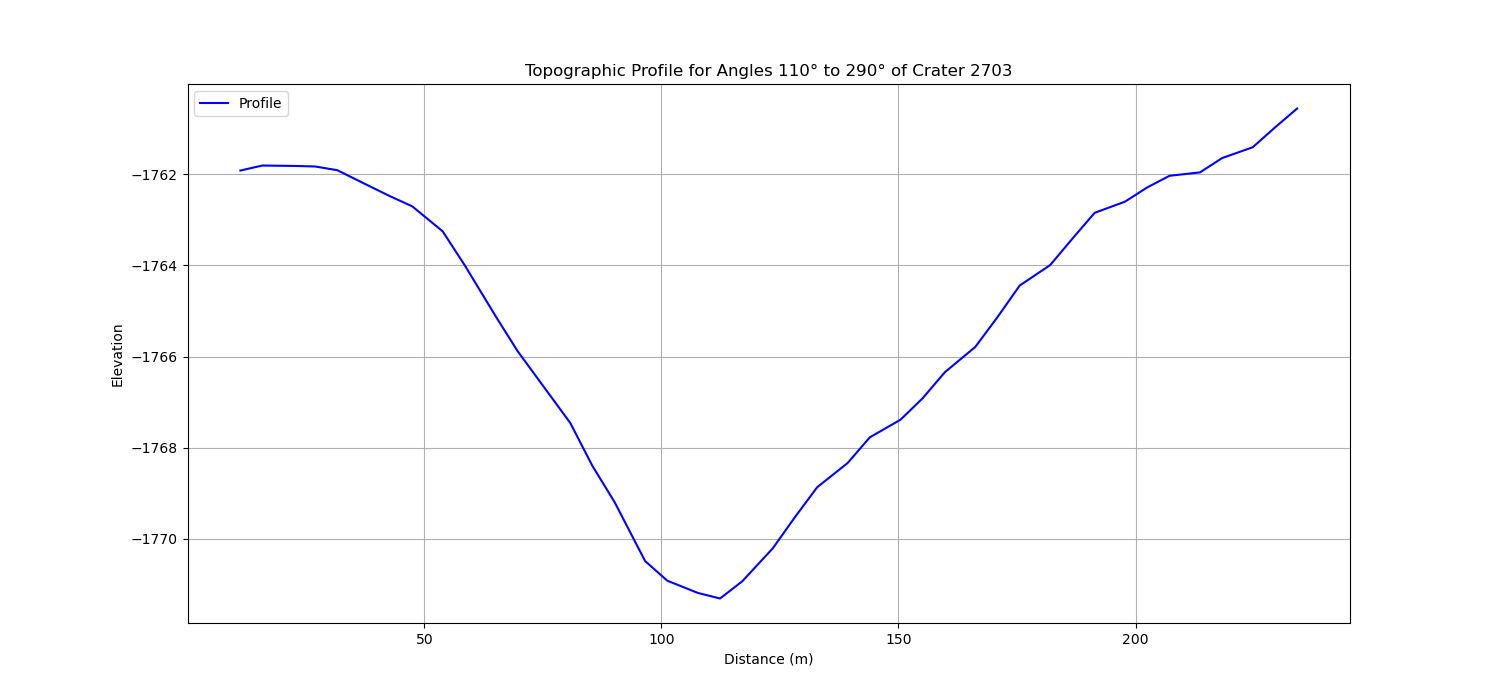 Topographic Profile for Angles 110° to 290° of Crater 2703
Profile
−1762
−1764
−1766
−1768
−1770
Elevation
50
100
150
200
Distance (m)